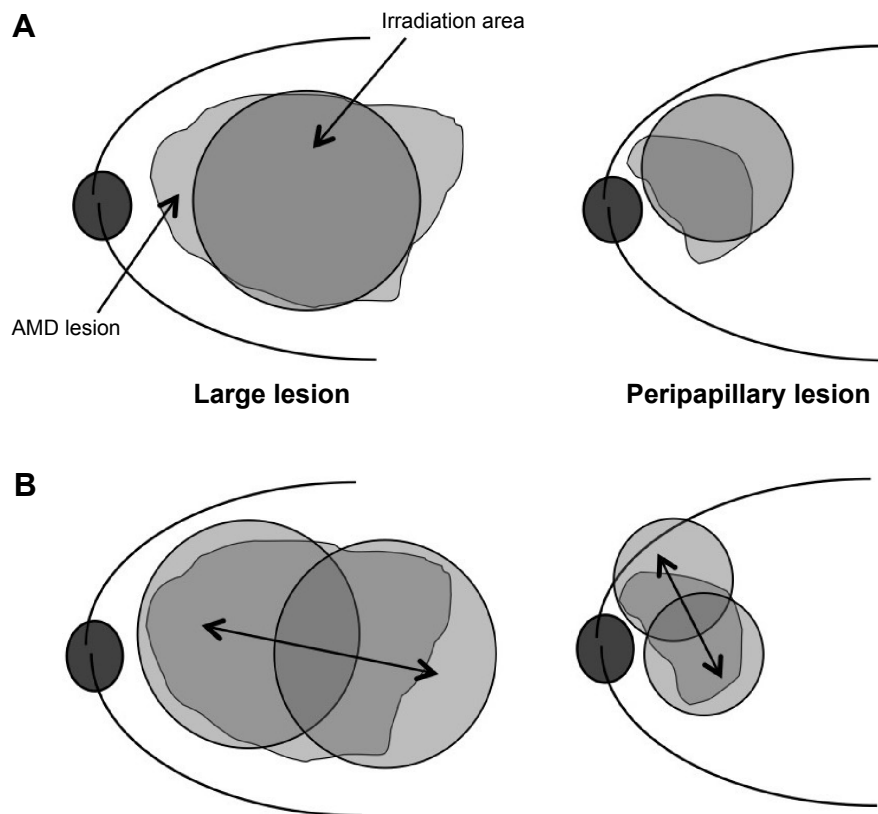 A
Irradiation area
AMD lesion
Large lesion
Peripapillary lesion
B